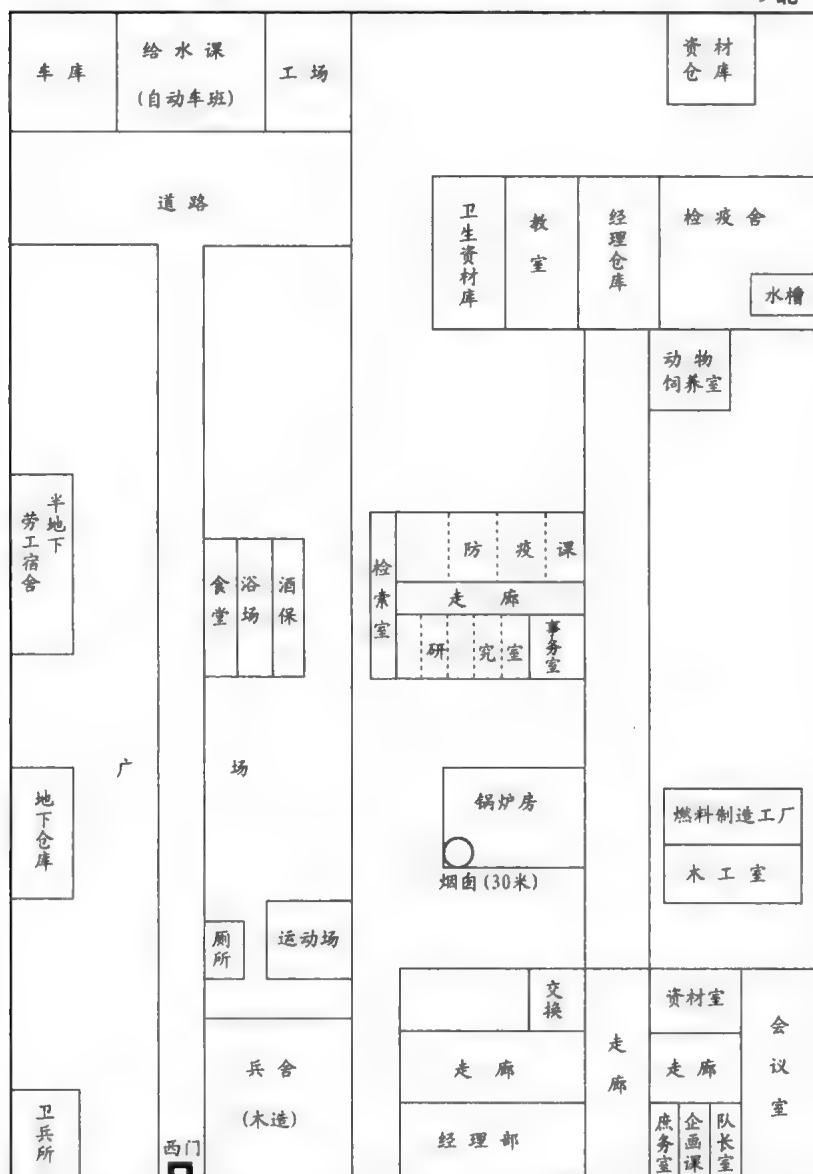 车库
给水课
(自动车班)
工场
资材
仓库
道路
卫生资材库
教室
经理仓库
检疫舍
水槽
动物
饲养室
半地下
劳工宿舍
食堂
浴场
酒保
检索室
防疫课
走廊
研究室
事务室
广场
地下仓库
锅炉房
烟囱(30米)
燃料制造工厂
木工室
厕所
运动场
交换
资材室
会议室
兵舍
(木造)
走廊
走廊
走廊
卫兵所
西门
经理部
庶务室
企画课
队长室